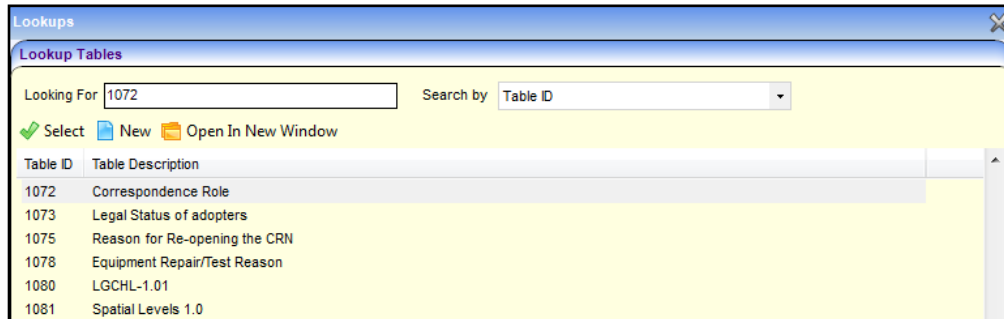 Lookups
Lookup Tables
Looking For 1072 Search by Table ID
Select New Open In New Window
Table ID Table Description
1072 Correspondence Role
1073 Legal Status of adopters
1075 Reason for Re-opening the CRN
1078 Equipment Repair/Test Reason
1080 LGCHL-1.01
1081 Spatial Levels 1.0